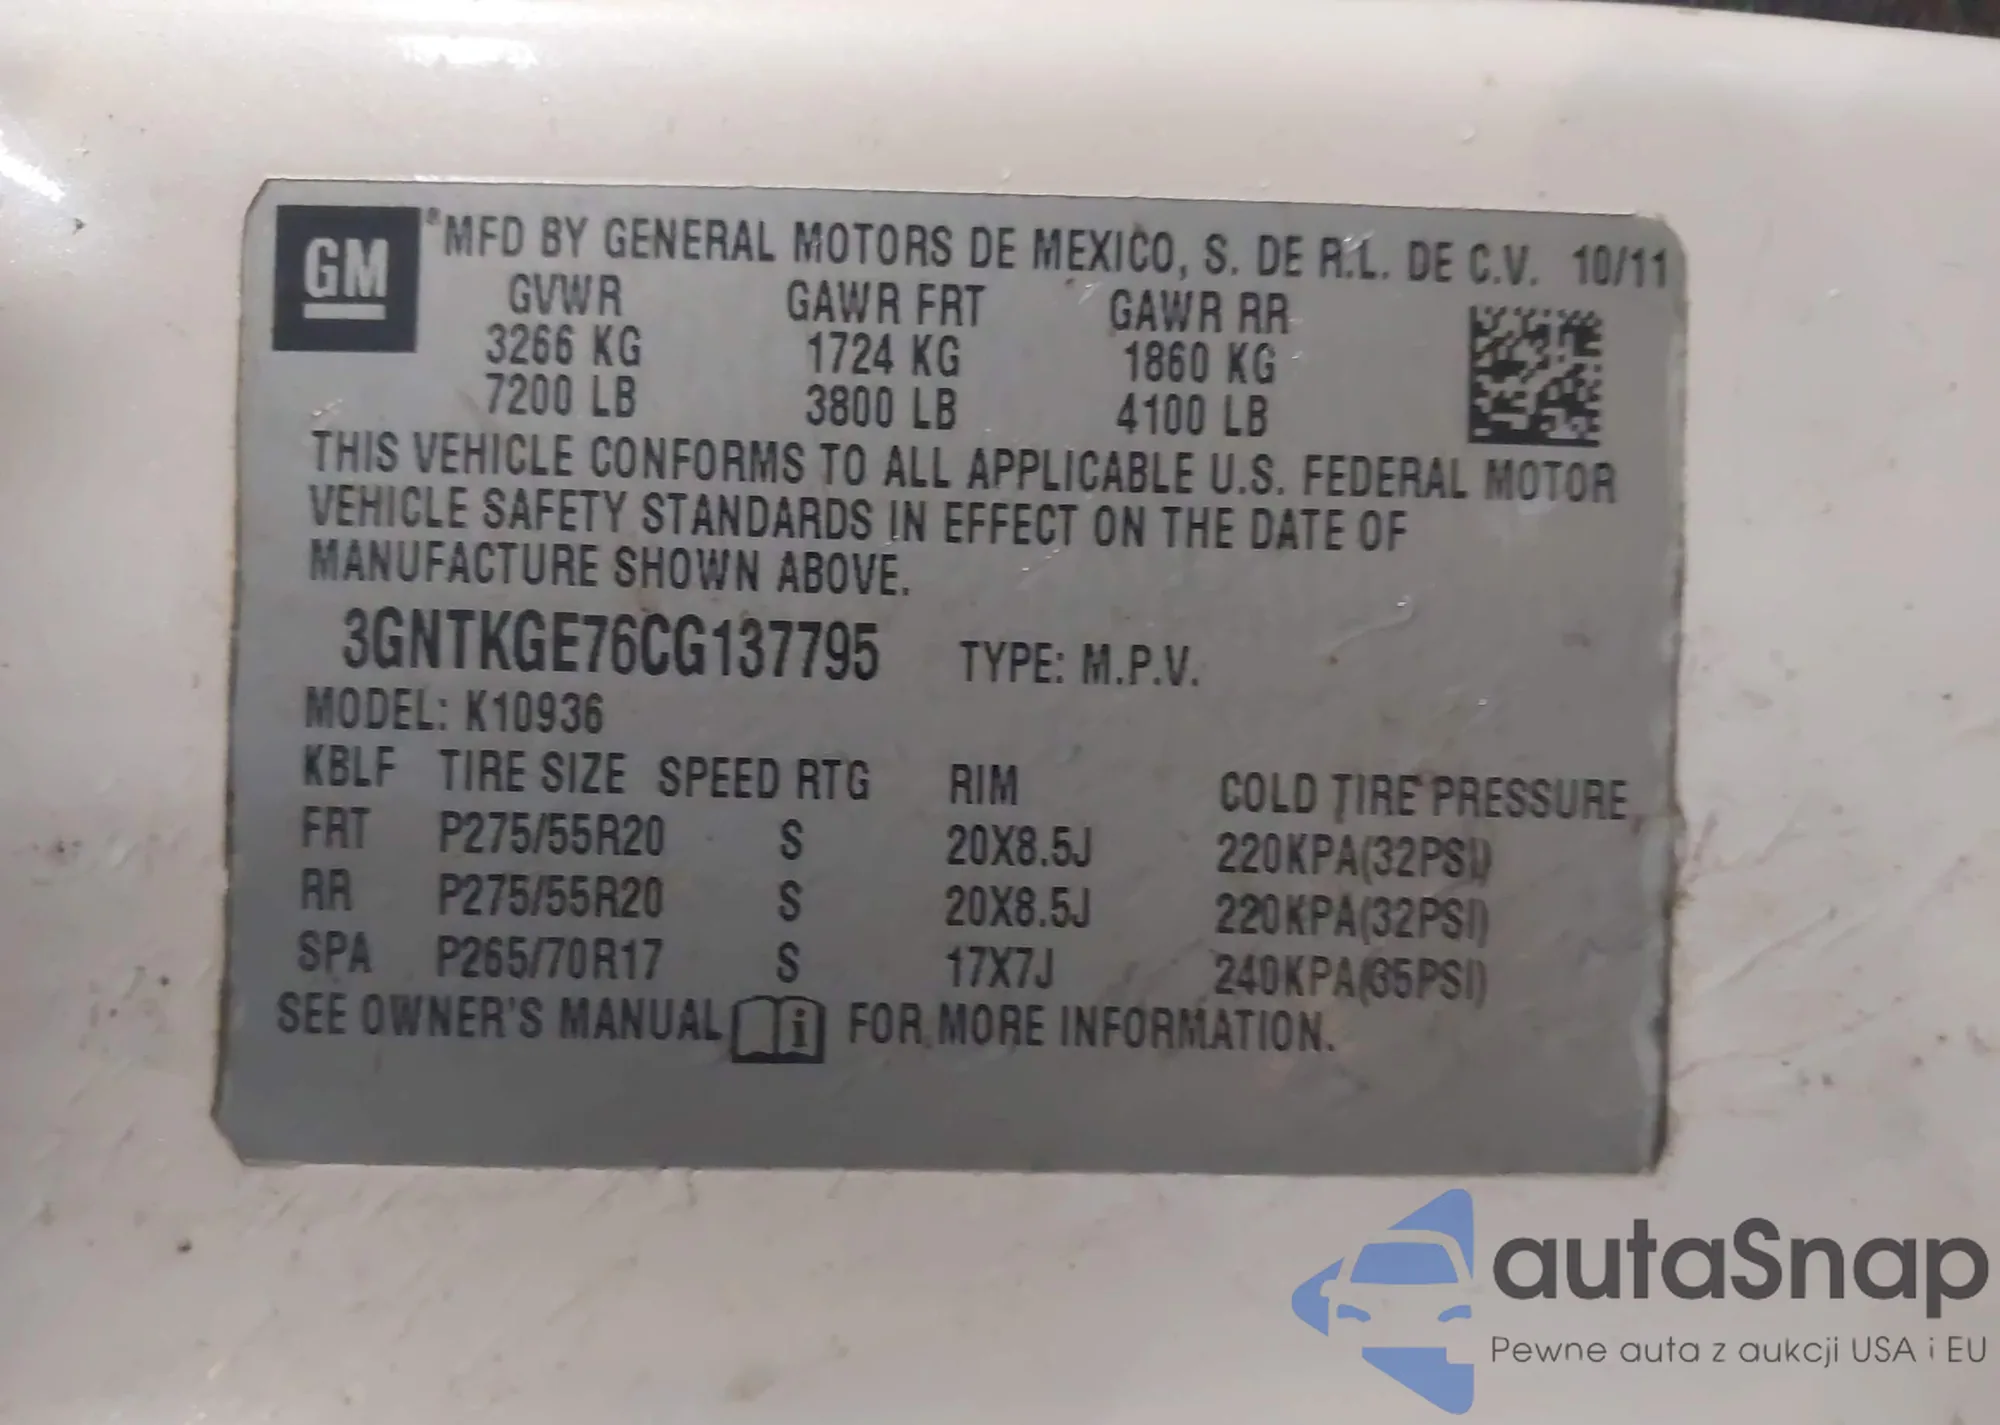 GM
®MFD BY GENERAL MOTORS DE MEXICO, S. DE R.L. DE C.V. 10/11
GVWR GAWR FRT GAWR RR
3266 KG 1724 KG 1860 KG
7200 LB 3800 LB 4100 LB
THIS VEHICLE CONFORMS TO ALL APPLICABLE U.S. FEDERAL MOTOR
VEHICLE SAFETY STANDARDS IN EFFECT ON THE DATE OF
MANUFACTURE SHOWN ABOVE.
3GNTKGE76CG137795 TYPE: M.P.V.
MODEL: K10936
KBLF TIRE SIZE SPEED RTG RIM COLD TIRE PRESSURE
FRT P275/55R20 S 20X8.5J 220KPA(32PSI)
RR P275/55R20 S 20X8.5J 220KPA(32PSI)
SPA P265/70R17 S 17X7J 240KPA(35PSI)
SEE OWNER'S MANUAL i FOR MORE INFORMATION.
autaSnap
Pewne auta z aukcji USA i EU